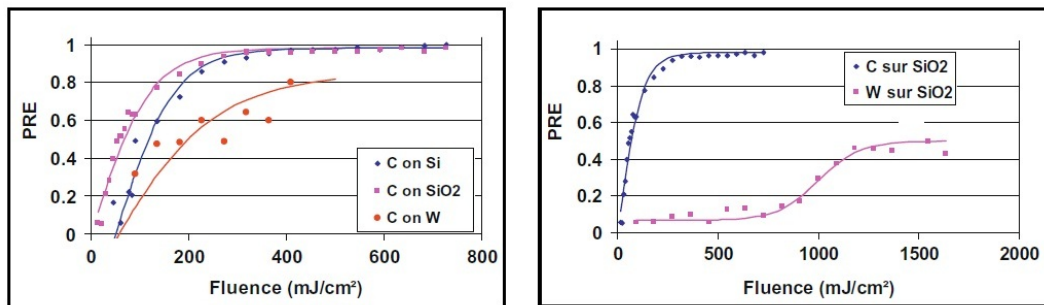 PRE
1
0.8
0.6
0.4
0.2
0
0 200 400 600 800
Fluence (mJ/cm²)
C on Si
C on SiO2
C on W
PRE
1
0.8
0.6
0.4
0.2
0
0 500 1000 1500 2000
Fluence (mJ/cm²)
C sur SiO2
W sur SiO2